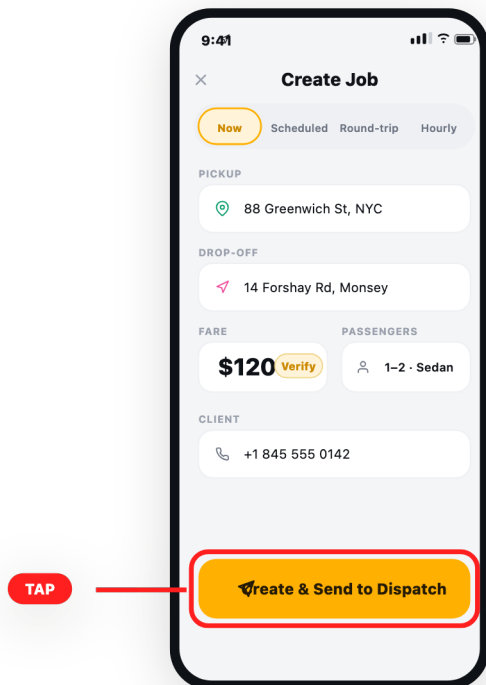 9:41
Create Job
Now Scheduled Round-trip Hourly
PICKUP
88 Greenwich St, NYC
DROP-OFF
14 Forshay Rd, Monsey
FARE PASSENGERS
$120 Verify 1–2 · Sedan
CLIENT
+1 845 555 0142
TAP
Create & Send to Dispatch